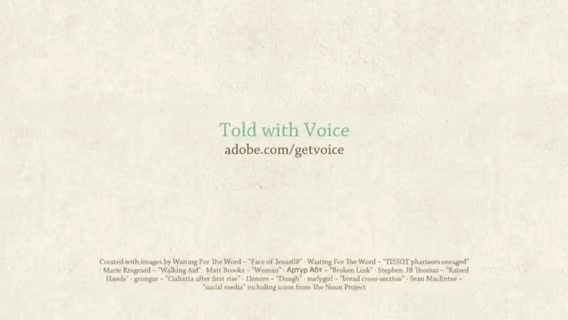 Told with Voice
adobe.com/getvoice
Created with images by Waiting For The Word – "Face of Jesus08" · Waiting For The Word – "TISSOT pharisees enraged"
· Marie Ringeard – "Walking Aid" · Matt Brooks – "Woman" · Артур Абт – "Broken Link" · Stephen JB Thomas – "Raised
Hands" · grongar – "Ciabatta after first rise" · – "Dough" · surlygirl – "bread cross-section" · Sean MacEntee –
"social media" including icons from The Noun Project